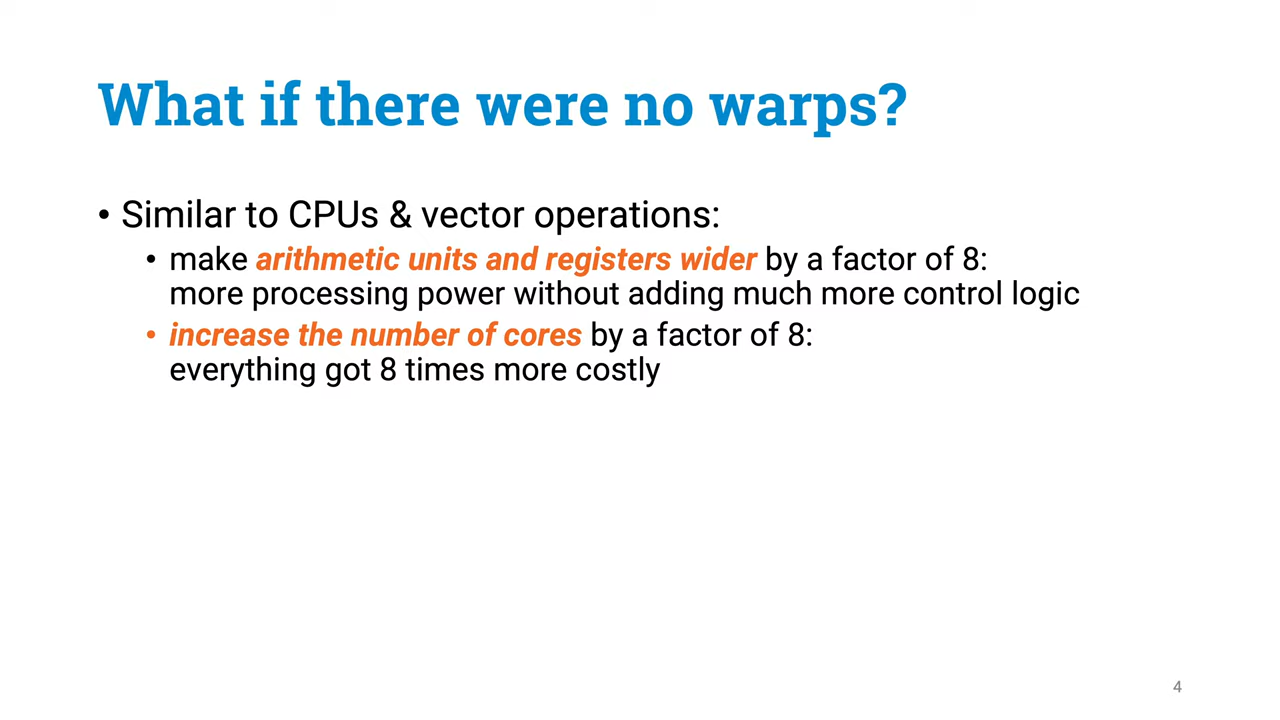 What if there were no warps?
• Similar to CPUs & vector operations:
• make arithmetic units and registers wider by a factor of 8:
more processing power without adding much more control logic
• increase the number of cores by a factor of 8:
everything got 8 times more costly
4